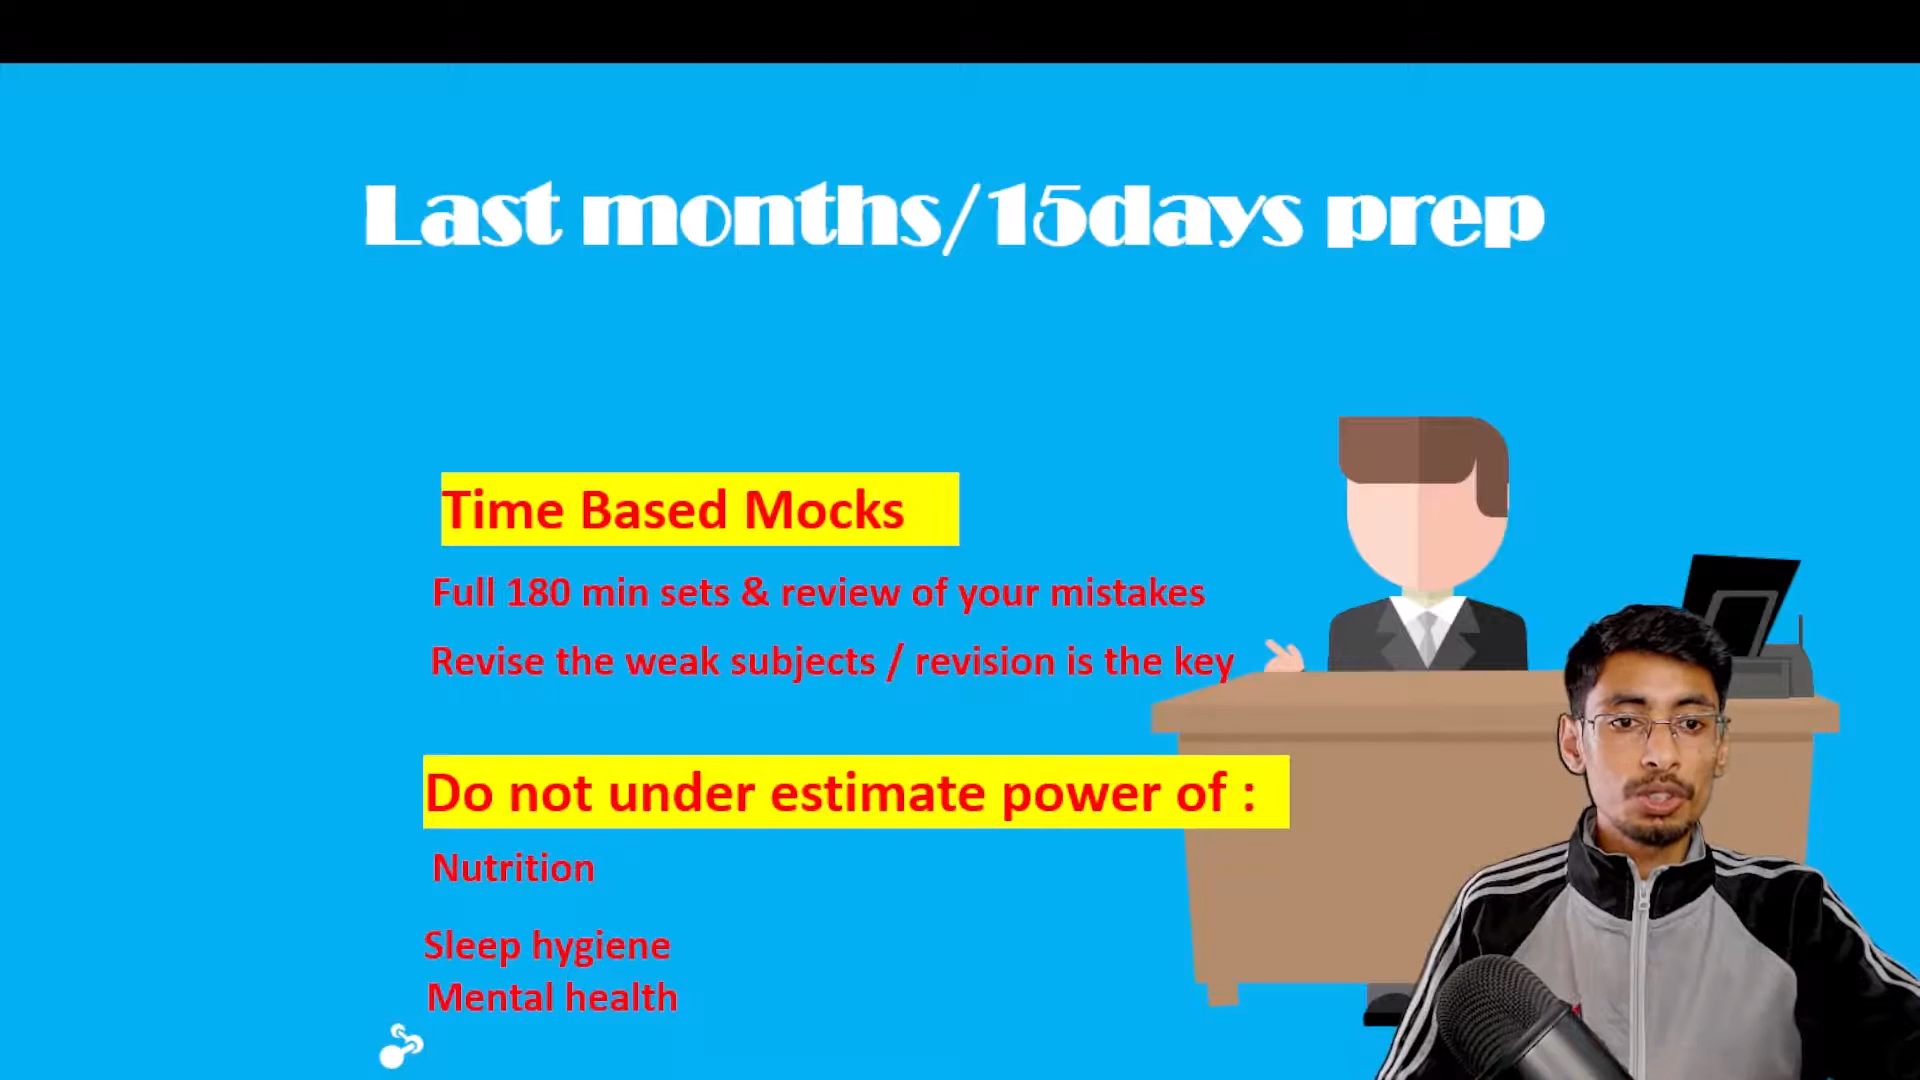 Last months/15days prep
Time Based Mocks
Full 180 min sets & review of your mistakes
Revise the weak subjects / revision is the key
Do not under estimate power of :
Nutrition
Sleep hygiene
Mental health